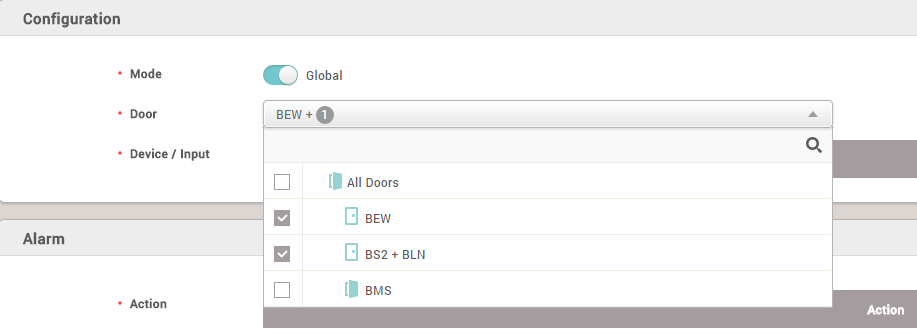 Configuration
• Mode Global
• Door BEW + 1
• Device / Input
All Doors
BEW
BS2 + BLN
BMS
Alarm
• Action Action